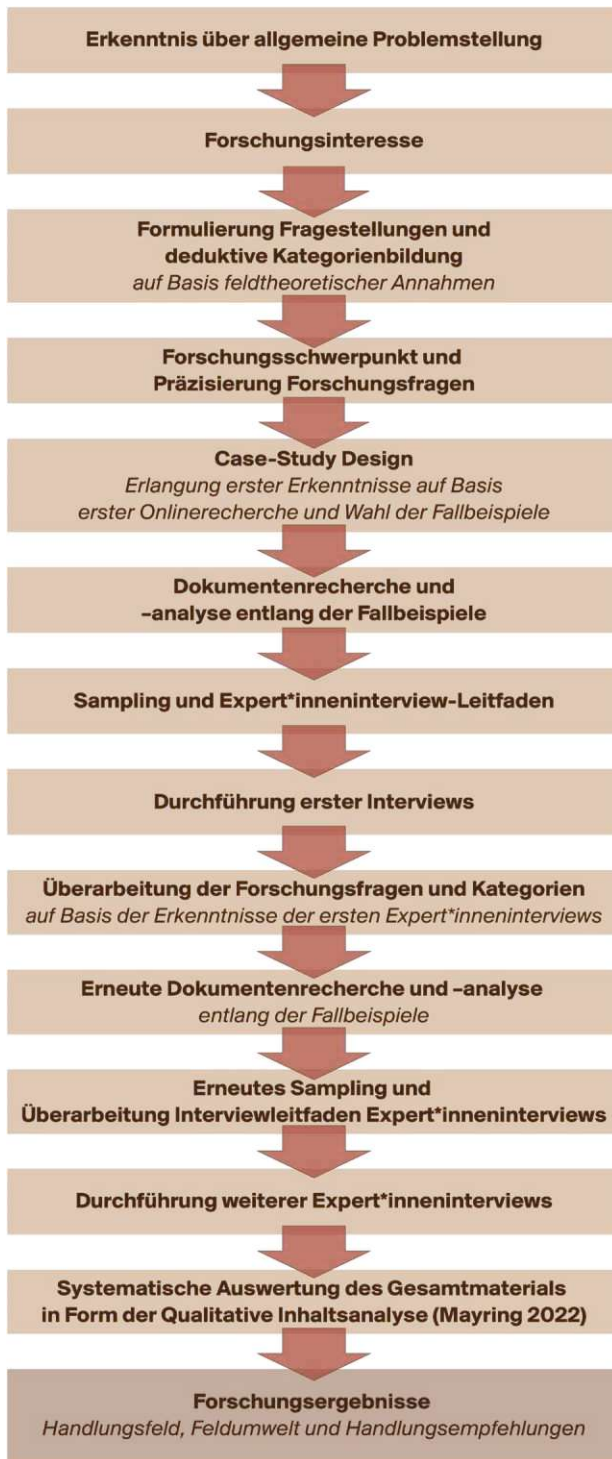 Erkenntnis über allgemeine Problemstellung
Forschungsinteresse
Formulierung Fragestellungen und
deduktive Kategorienbildung
auf Basis feldtheoretischer Annahmen
Forschungsschwerpunkt und
Präzisierung Forschungsfragen
Case-Study Design
Erlangung erster Erkenntnisse auf Basis
erster Onlinerecherche und Wahl der Fallbeispiele
Dokumentenrecherche und
–analyse entlang der Fallbeispiele
Sampling und Expert*inneninterview-Leitfaden
Durchführung erster Interviews
Überarbeitung der Forschungsfragen und Kategorien
auf Basis der Erkenntnisse der ersten Expert*inneninterviews
Erneute Dokumentenrecherche und –analyse
entlang der Fallbeispiele
Erneutes Sampling und
Überarbeitung Interviewleitfaden Expert*inneninterviews
Durchführung weiterer Expert*inneninterviews
Systematische Auswertung des Gesamtmaterials
in Form der Qualitative Inhaltsanalyse (Mayring 2022)
Forschungsergebnisse
Handlungsfeld, Feldumwelt und Handlungsempfehlungen